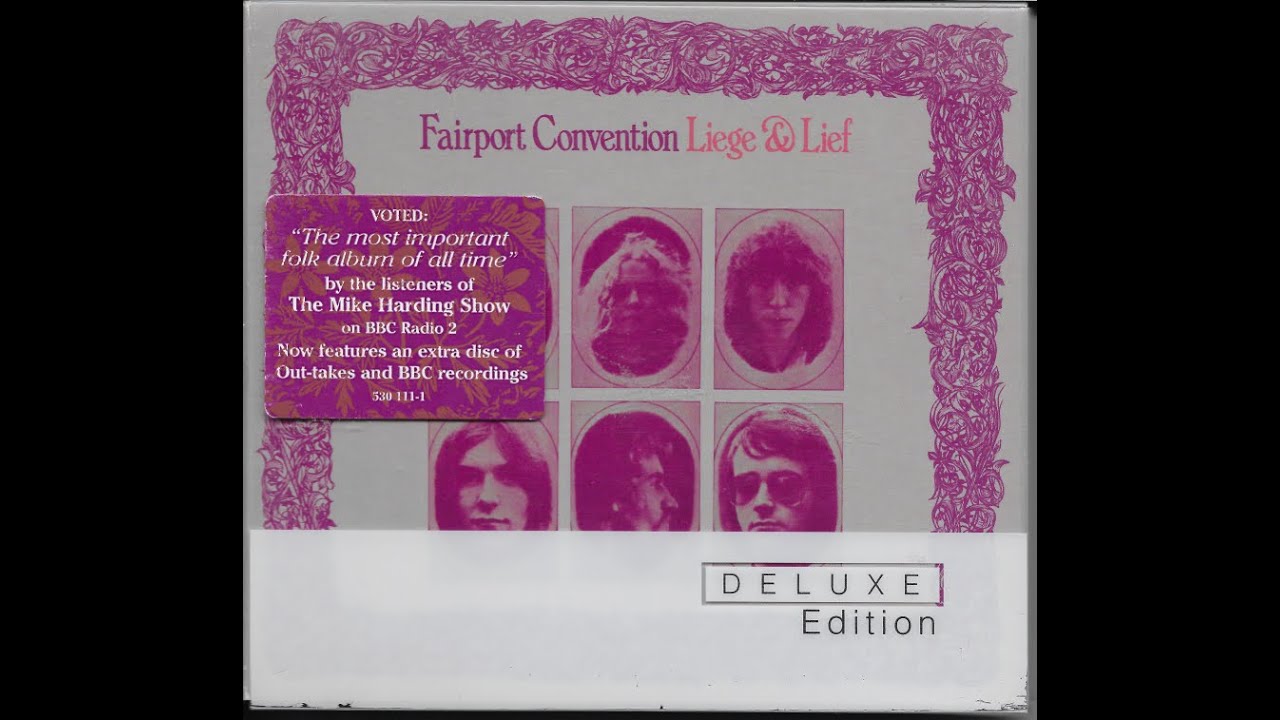 Fairport Convention Liege & Lief
VOTED:
“The most important
folk album of all time”
by the listeners of
The Mike Harding Show
on BBC Radio 2
Now features an extra disc of
Out-takes and BBC recordings
530 111-1
DELUXE
Edition